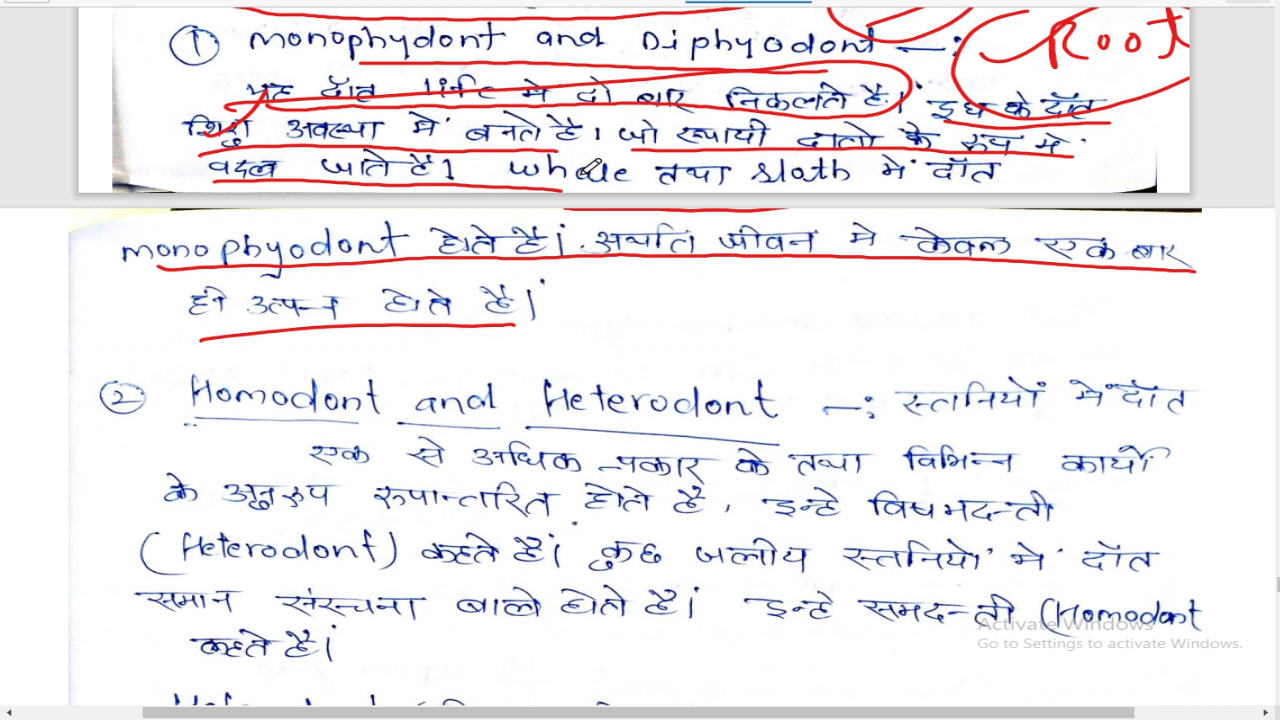 ① Monophydont and Diphyodont —:
Root
यह दाँत में दो बार निकलते है। इध के दाँत
शिशु अवस्था में बनते है। जो स्थायी दातो के रुप मे
बदल जाते है। whale तथा sloth में दाँत
monophyodont होते है। अर्थात जीवन मे केवल एक बार
ही उत्पन्न होते है।
② Homodont and Heterodont —: स्तनियों मे दाँत
एक से अधिक प्रकार के तथा विभिन्न कार्यो
के अनुरुप रुपान्तरित होते है, इन्हे विषमदन्ती
(Heterodont) कहते है। कुछ जलीय स्तनियो मे दाँत
समान संरचना वाले होते है। इन्हे समदन्ती (Homodont
कहते है।
Activate Windows
Go to Settings to activate Windows.